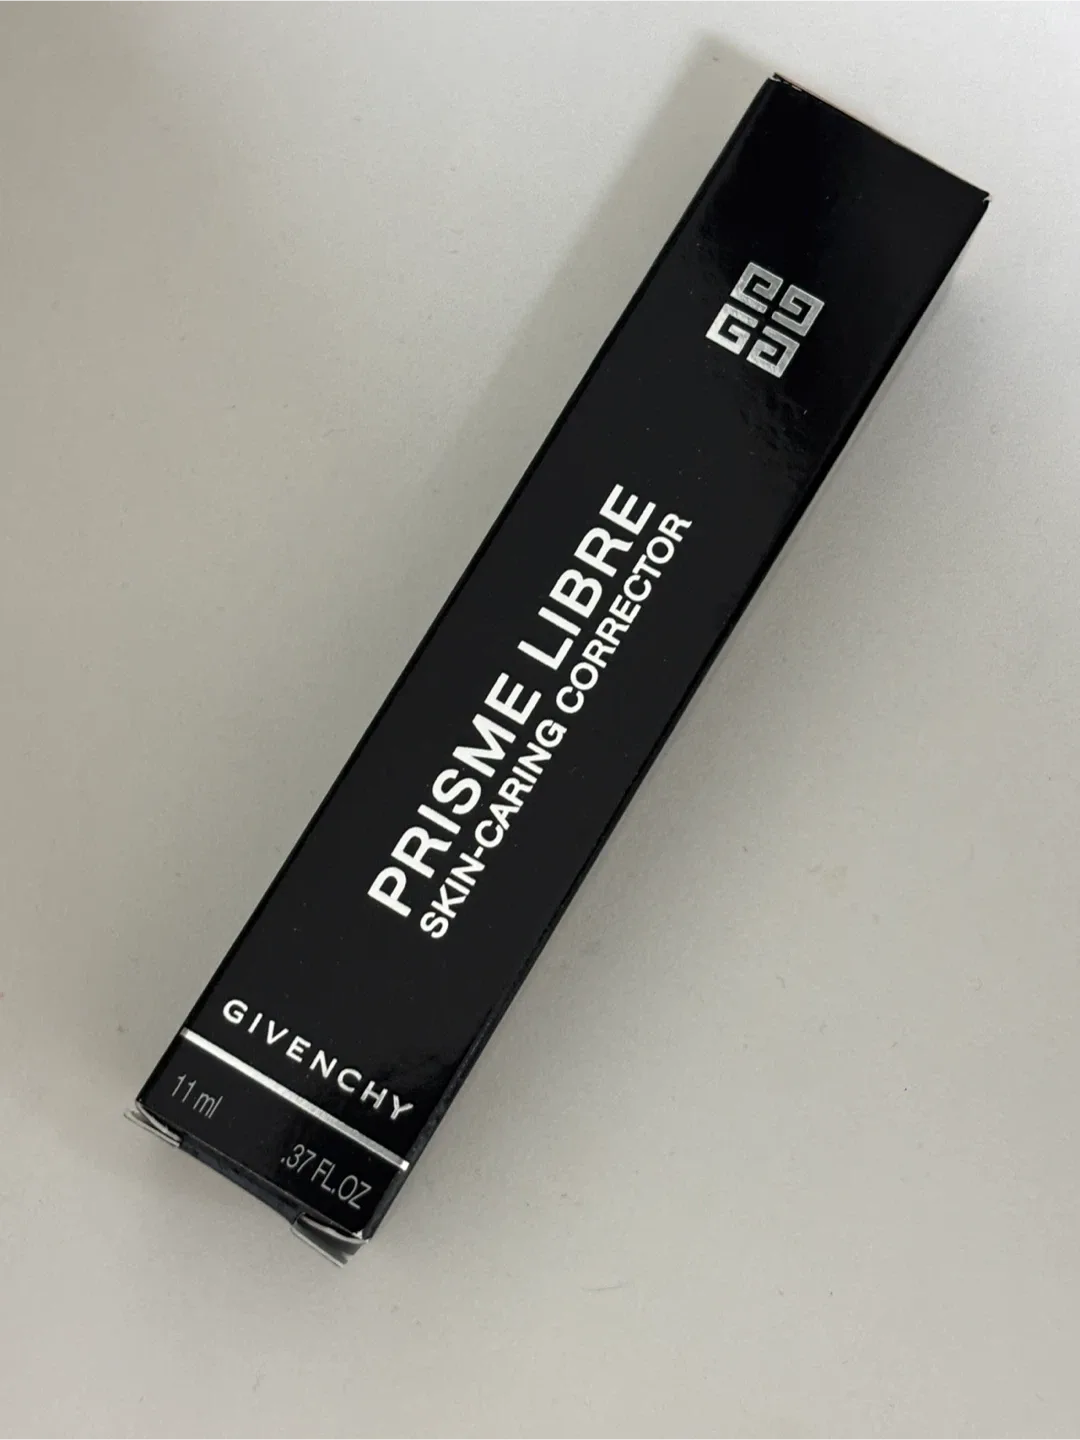 PRISME LIBRE
SKIN-CARING CORRECTOR
GIVENCHY
11 ml
.37 FL.OZ